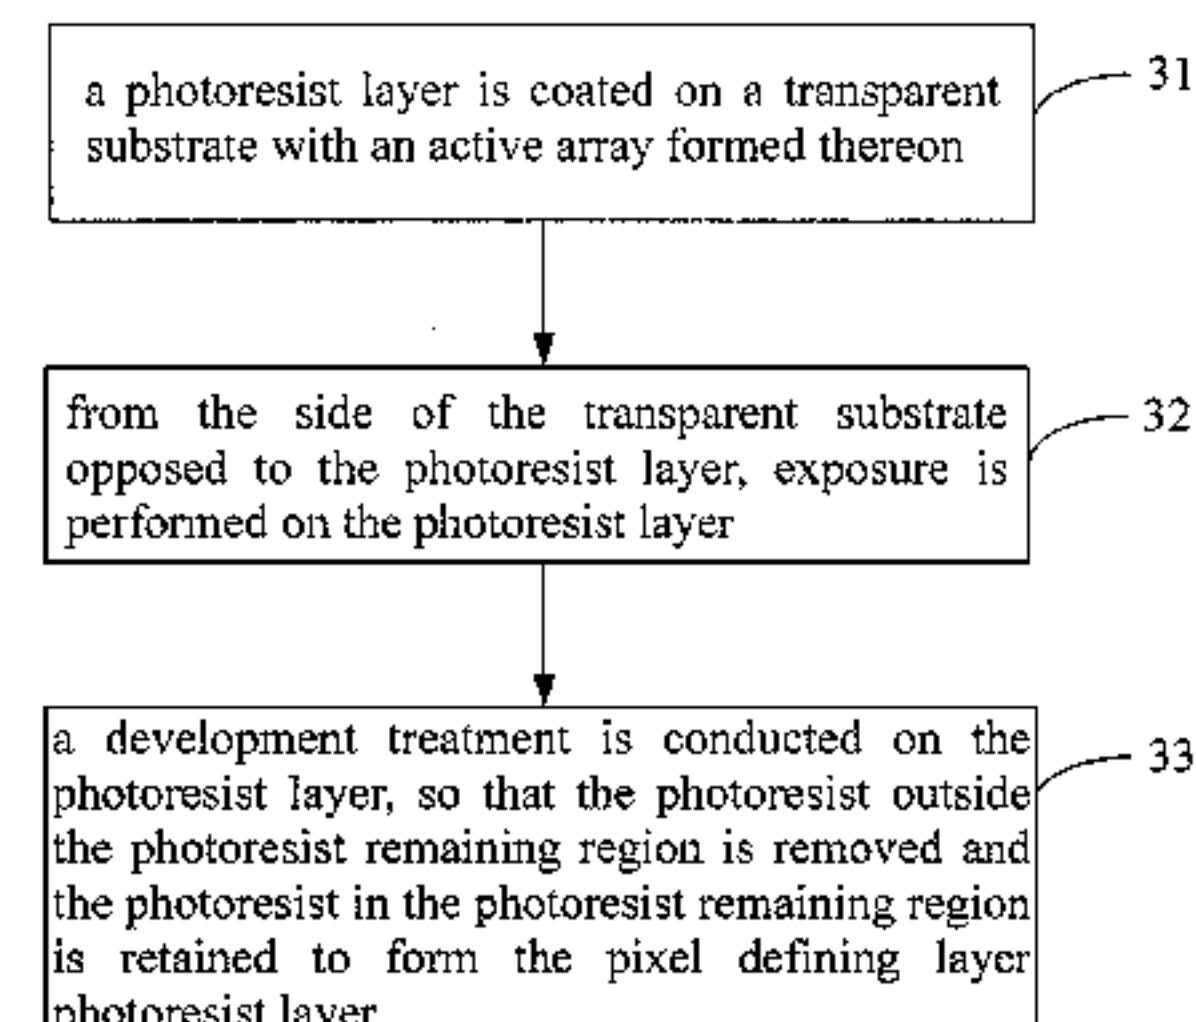 a photoresist layer is coated on a transparent
substrate with an active array formed thereon
31
from the side of the transparent substrate
opposed to the photoresist layer, exposure is
performed on the photoresist layer
32
a development treatment is conducted on the
photoresist layer, so that the photoresist outside
the photoresist remaining region is removed and
the photoresist in the photoresist remaining region
is retained to form the pixel defining layer
photoresist layer
33